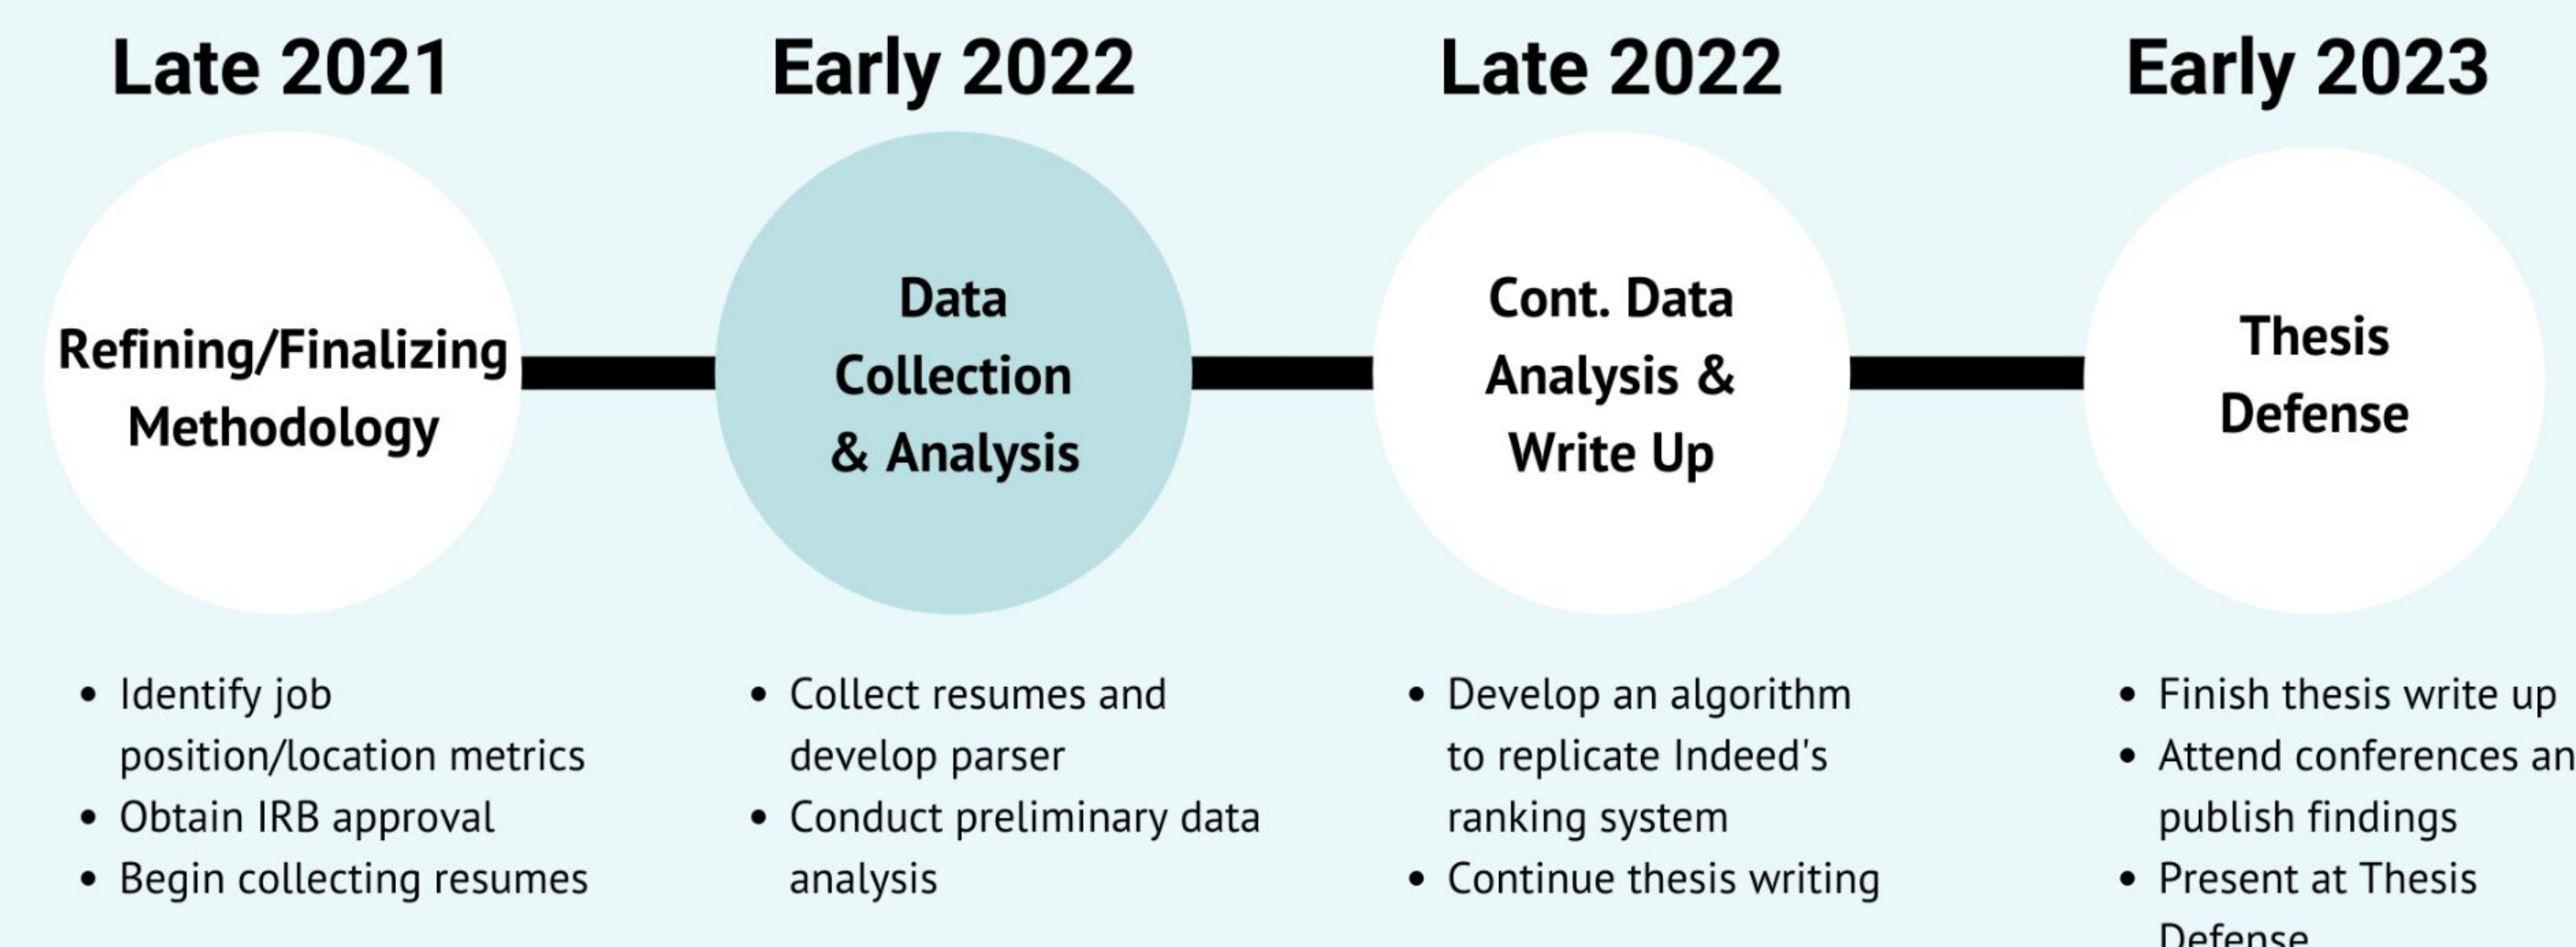 Late 2021
Refining/Finalizing
Methodology
• Identify job
position/location metrics
• Obtain IRB approval
• Begin collecting resumes
Early 2022
Data
Collection
& Analysis
• Collect resumes and
develop parser
• Conduct preliminary data
analysis
Late 2022
Cont. Data
Analysis &
Write Up
• Develop an algorithm
to replicate Indeed's
ranking system
• Continue thesis writing
Early 2023
Thesis
Defense
• Finish thesis write up
• Attend conferences an
publish findings
• Present at Thesis
Defense